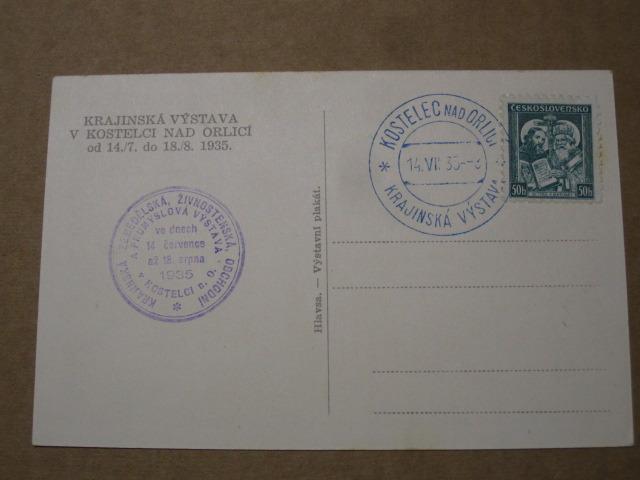 KRAJINSKÁ VÝSTAVA
V KOSTELCI NAD ORLICÍ
od 14./7. do 18./8. 1935.
KRAJINSKÁ ZEMĚDĚLSKÁ, ŽIVNOSTENSKÁ, OBCHODNÍ
A PRŮMYSLOVÁ VÝSTAVA
ve dnech
14. července
až 18. srpna
1935
v KOSTELCI n. O.
Hlavsa. — Výstavní plakát.
KOSTELEC NAD ORLICÍ
14.VII.35-8
KRAJINSKÁ VÝSTAVA
ČESKOSLOVENSKO
50h 50h